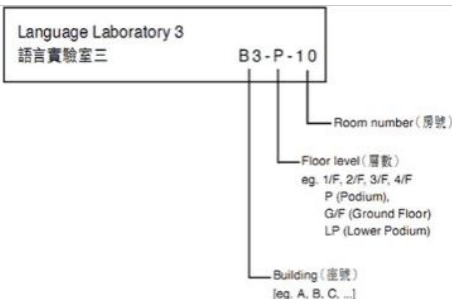 Language Laboratory 3
語言實驗室三 B3-P-10
Room number (房號)
Floor level (層數)
eg. 1/F, 2/F, 3/F, 4/F
P (Podium),
G/F (Ground Floor)
LP (Lower Podium)
Building (座號)
[eg. A, B, C, ...]